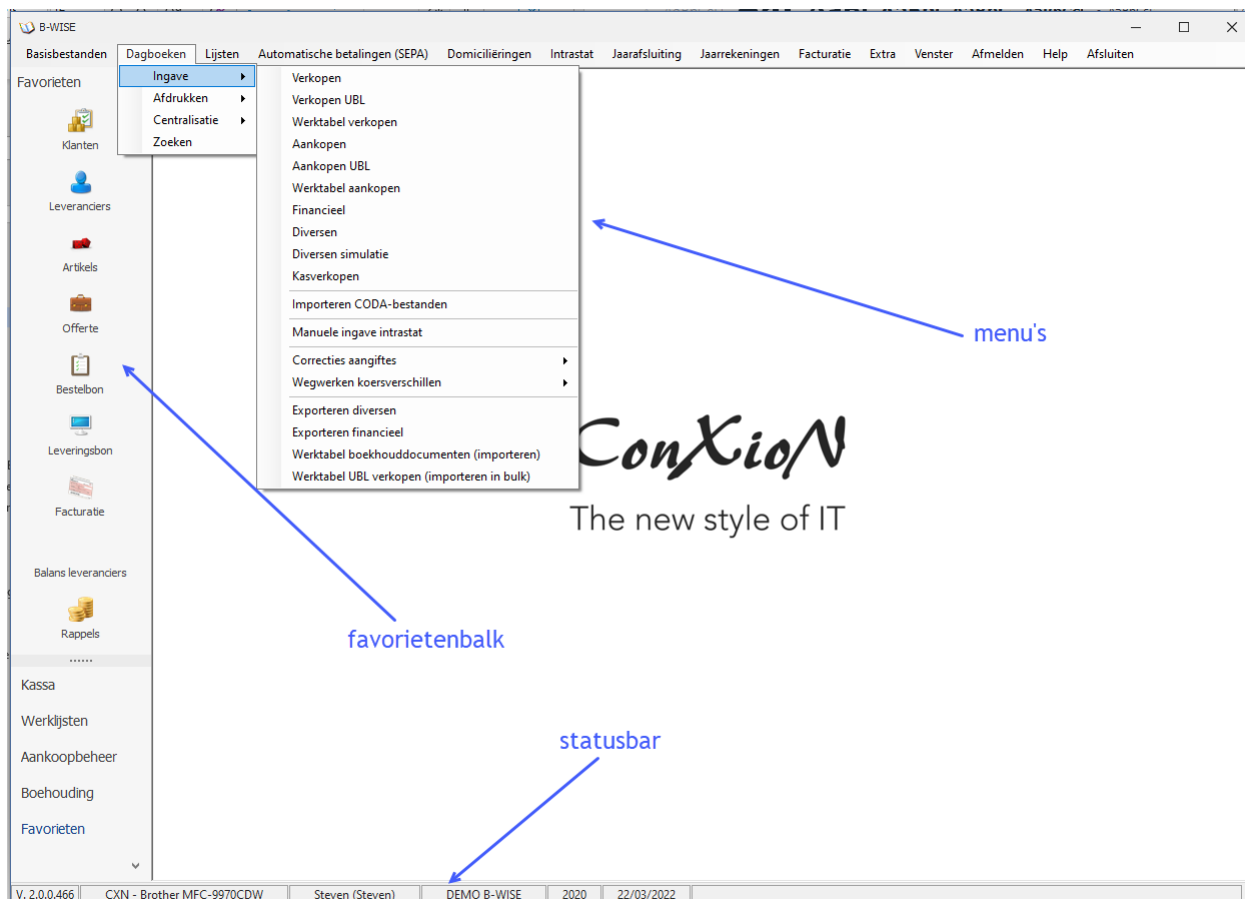 B-WISE
Basisbestanden Dagboeken Lijsten Automatische betalingen (SEPA) Domiciliëringen Intrastat Jaarafsluiting Jaarrekeningen Facturatie Extra Venster Afmelden Help Afsluiten
Favorieten
Klanten
Leveranciers
Artikels
Offerte
Bestelbon
Leveringsbon
Facturatie
Balans leveranciers
Rappels
Kassa
Werklijsten
Aankoopbeheer
Boehouding
Favorieten
Ingave
Afdrukken
Centralisatie
Zoeken
Verkopen
Verkopen UBL
Werktabel verkopen
Aankopen
Aankopen UBL
Werktabel aankopen
Financieel
Diversen
Diversen simulatie
Kasverkopen
Importeren CODA-bestanden
Manuele ingave intrastat
Correcties aangiftes
Wegwerken koersverschillen
Exporteren diversen
Exporteren financieel
Werktabel boekhouddocumenten (importeren)
Werktabel UBL verkopen (importeren in bulk)
menu's
ConXioN
The new style of IT
favorietenbalk
statusbar
V. 2.0.0.466 CXN - Brother MFC-9970CDW Steven (Steven) DEMO B-WISE 2020 22/03/2022